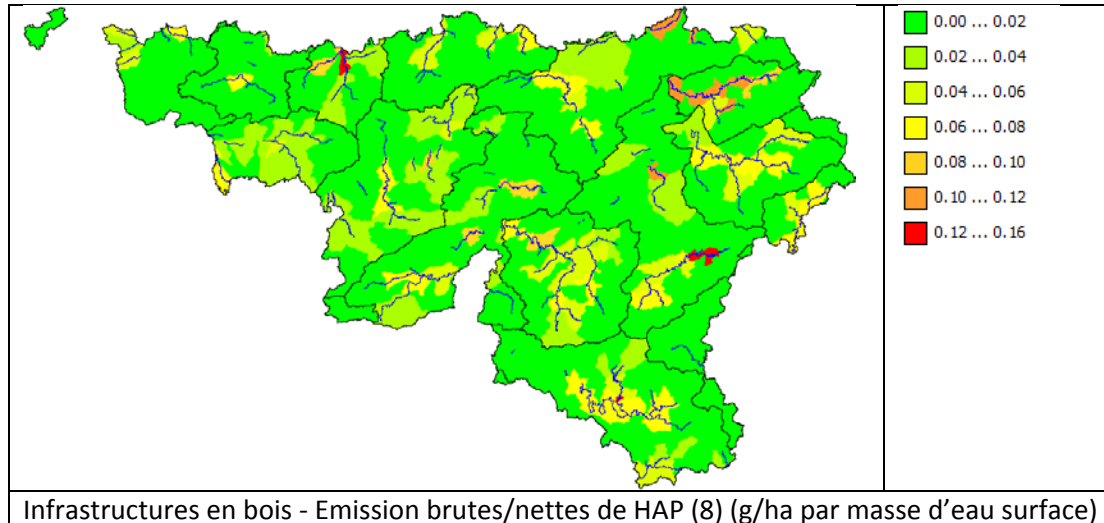 0.00 ... 0.02
0.02 ... 0.04
0.04 ... 0.06
0.06 ... 0.08
0.08 ... 0.10
0.10 ... 0.12
0.12 ... 0.16
Infrastructures en bois - Emission brutes/nettes de HAP (8) (g/ha par masse d'eau surface)